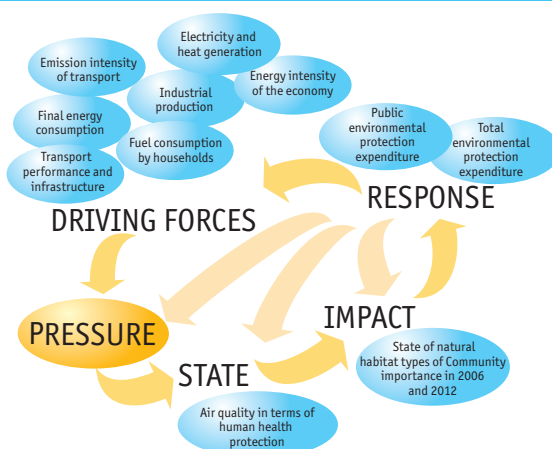 Electricity and
heat generation
Emission intensity
of transport
Energy intensity
of the economy
Industrial
production
Final energy
consumption
Fuel consumption
by households
Transport
performance and
infrastructure
Public
environmental
protection
expenditure
Total
environmental
protection
expenditure
RESPONSE
DRIVING FORCES
PRESSURE
IMPACT
STATE
State of natural
habitat types of Community
importance in 2006
and 2012
Air quality in terms of
human health
protection